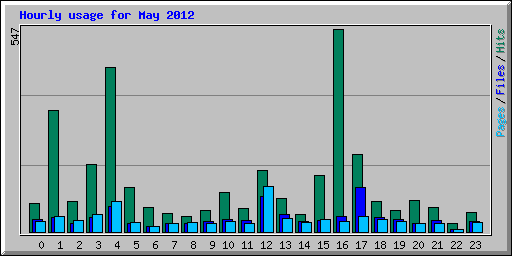 Hourly usage for May 2012
547
Pages / Files / Hits
0 1 2 3 4 5 6 7 8 9 10 11 12 13 14 15 16 17 18 19 20 21 22 23